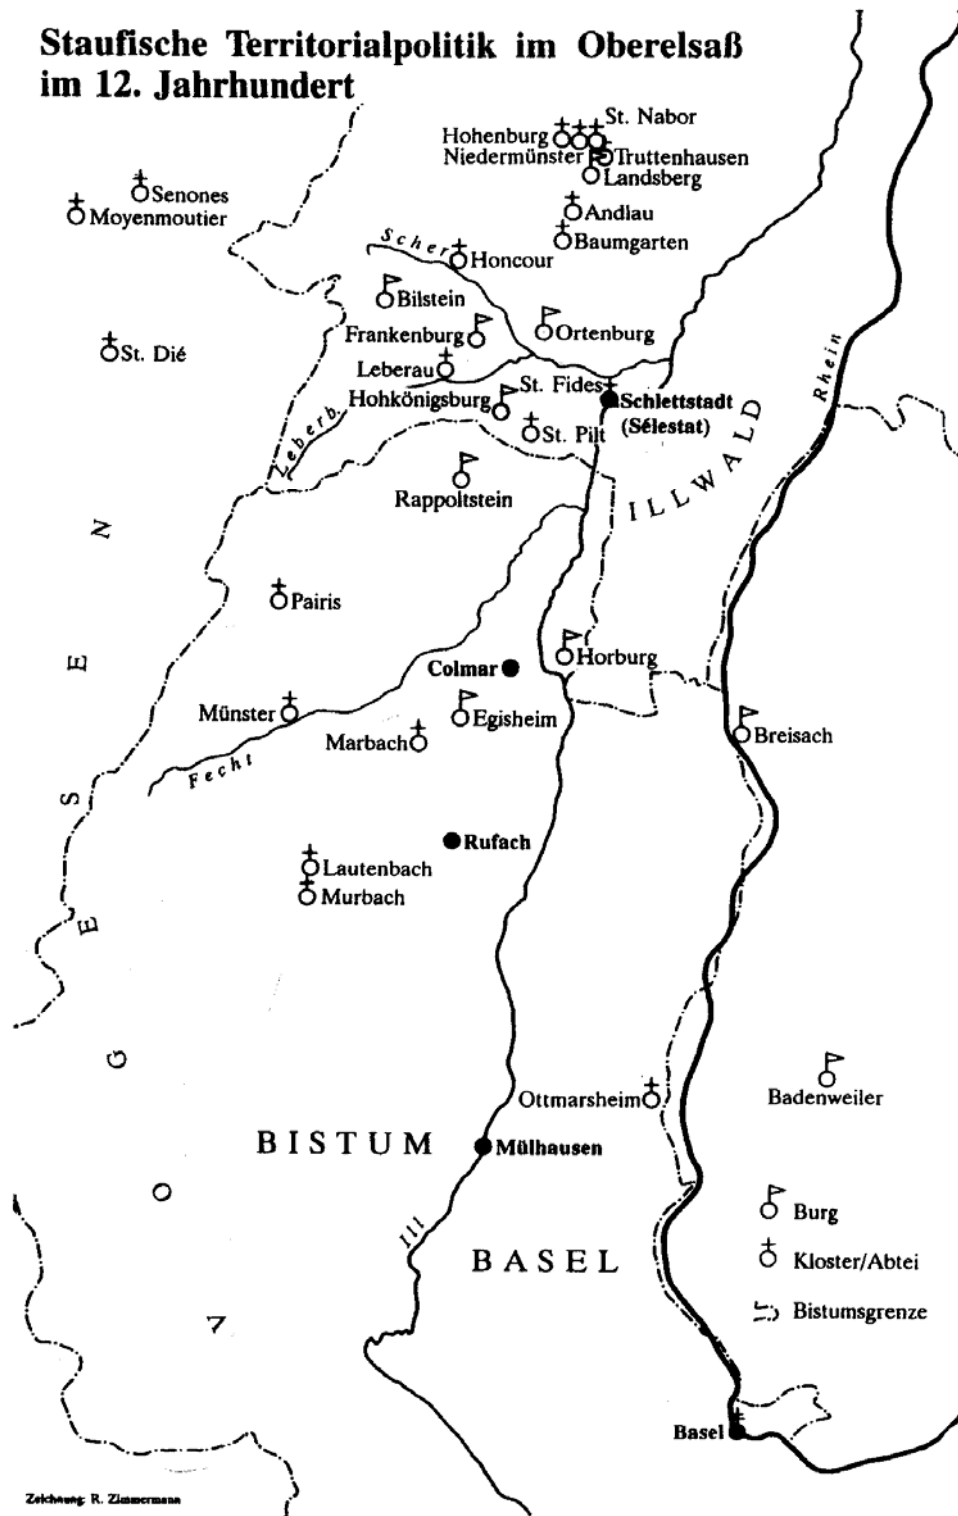 Staufische Territorialpolitik im Oberelsaß
im 12. Jahrhundert
St. Nabor
Hohenburg
Niedermünster
Truttenhausen
Landsberg
Senones
Moyenmoutier
Andlau
Baumgarten
Scher
Honcour
Bilstein
Frankenburg
Ortenburg
St. Dié
Leberau
St. Fides
Hohkönigsburg
Schlettstadt
(Sélestat)
Leberb.
St. Pilt
Rhein
ILLWALD
Rappoltstein
Pairis
Colmar
Horburg
Münster
Egisheim
Marbach
Breisach
Fecht
Rufach
Lautenbach
Murbach
VOGESEN
Ottmarsheim
Badenweiler
BISTUM
Mülhausen
Ill
BASEL
Burg
Kloster/Abtei
Bistumsgrenze
Basel
Zeichnung: R. Zimmermann